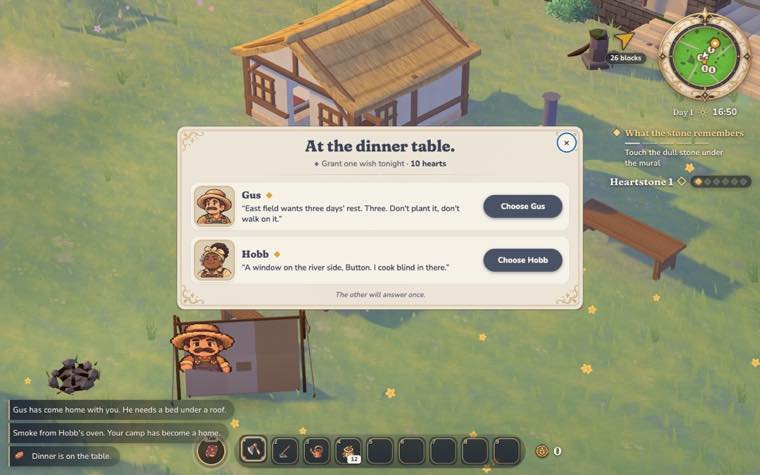 26 blocks
Day 1 16:50
What the stone remembers
Touch the dull stone under
the mural
Heartstone 1
At the dinner table.
Grant one wish tonight · 10 hearts
Gus
“East field wants three days' rest. Three. Don't plant it, don't
walk on it.”
Choose Gus
Hobb
“A window on the river side, Button. I cook blind in there.”
Choose Hobb
The other will answer once.
Gus has come home with you. He needs a bed under a roof.
Smoke from Hobb's oven. Your camp has become a home.
Dinner is on the table.
12
0